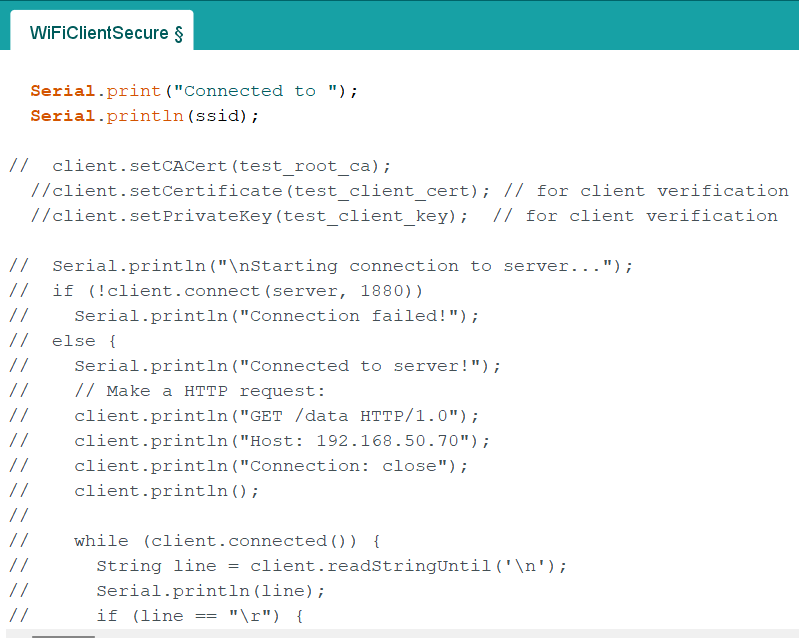 WiFiClientSecure §
Serial.print("Connected to ");
Serial.println(ssid);
//  client.setCACert(test_root_ca);
//client.setCertificate(test_client_cert); // for client verification
//client.setPrivateKey(test_client_key);  // for client verification
//  Serial.println("\nStarting connection to server...");
//  if (!client.connect(server, 1880))
//    Serial.println("Connection failed!");
//  else {
//    Serial.println("Connected to server!");
//    // Make a HTTP request:
//    client.println("GET /data HTTP/1.0");
//    client.println("Host: 192.168.50.70");
//    client.println("Connection: close");
//    client.println();
//
//    while (client.connected()) {
//      String line = client.readStringUntil('\n');
//      Serial.println(line);
//      if (line == "\r") {